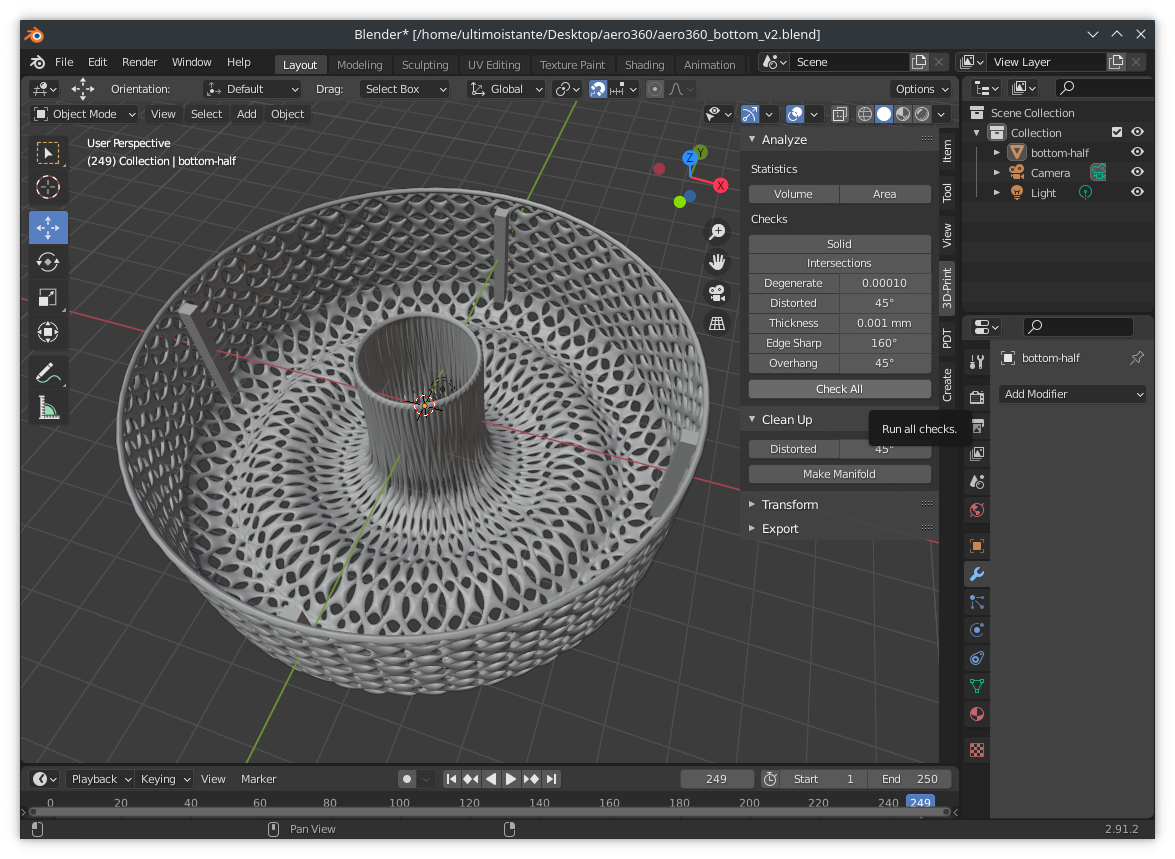 Blender* [/home/ultimoistante/Desktop/aero360/aero360_bottom_v2.blend]
File Edit Render Window Help Layout Modeling Sculpting UV Editing Texture Paint Shading Animation Scene View Layer
Orientation: Default Drag: Select Box Global Options
Object Mode View Select Add Object
User Perspective
(249) Collection | bottom-half
Z
Y
X
Analyze
Statistics
Volume Area
Checks
Solid
Intersections
Degenerate 0.00010
Distorted 45°
Thickness 0.001 mm
Edge Sharp 160°
Overhang 45°
Check All
Clean Up
Run all checks.
Distorted 45°
Make Manifold
Transform
Export
Item
Tool
View
3D-Print
PDT
Create
Scene Collection
Collection
bottom-half
Camera
Light
bottom-half
Add Modifier
Playback Keying View Marker 249 Start 1 End 250
0 20 40 60 80 100 120 140 160 180 200 220 240 249
Pan View 2.91.2